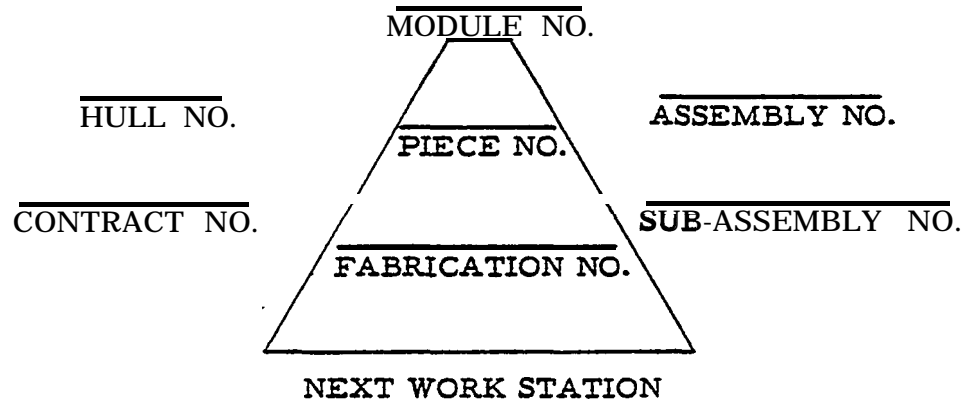 MODULE NO.
HULL NO.
ASSEMBLY NO.
PIECE NO.
CONTRACT NO.
SUB-ASSEMBLY NO.
FABRICATION NO.
NEXT WORK STATION